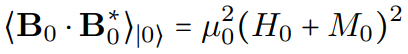 ⟨𝐁₀ · 𝐁₀*⟩|₀⟩ = μ₀²(H₀ + M₀)²